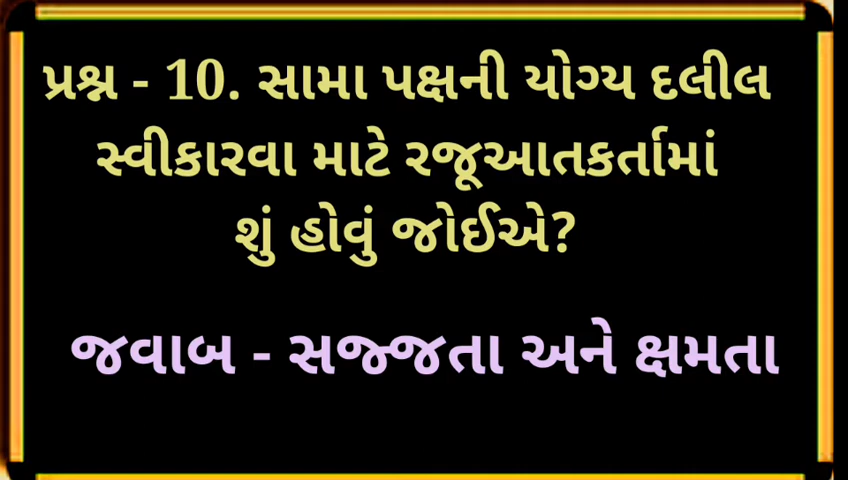 પ્રશ્ન - 10. સામા પક્ષની યોગ્ય દલીલ
સ્વીકારવા માટે રજૂઆતકર્તામાં
શું હોવું જોઈએ?
જવાબ - સજ્જતા અને ક્ષમતા